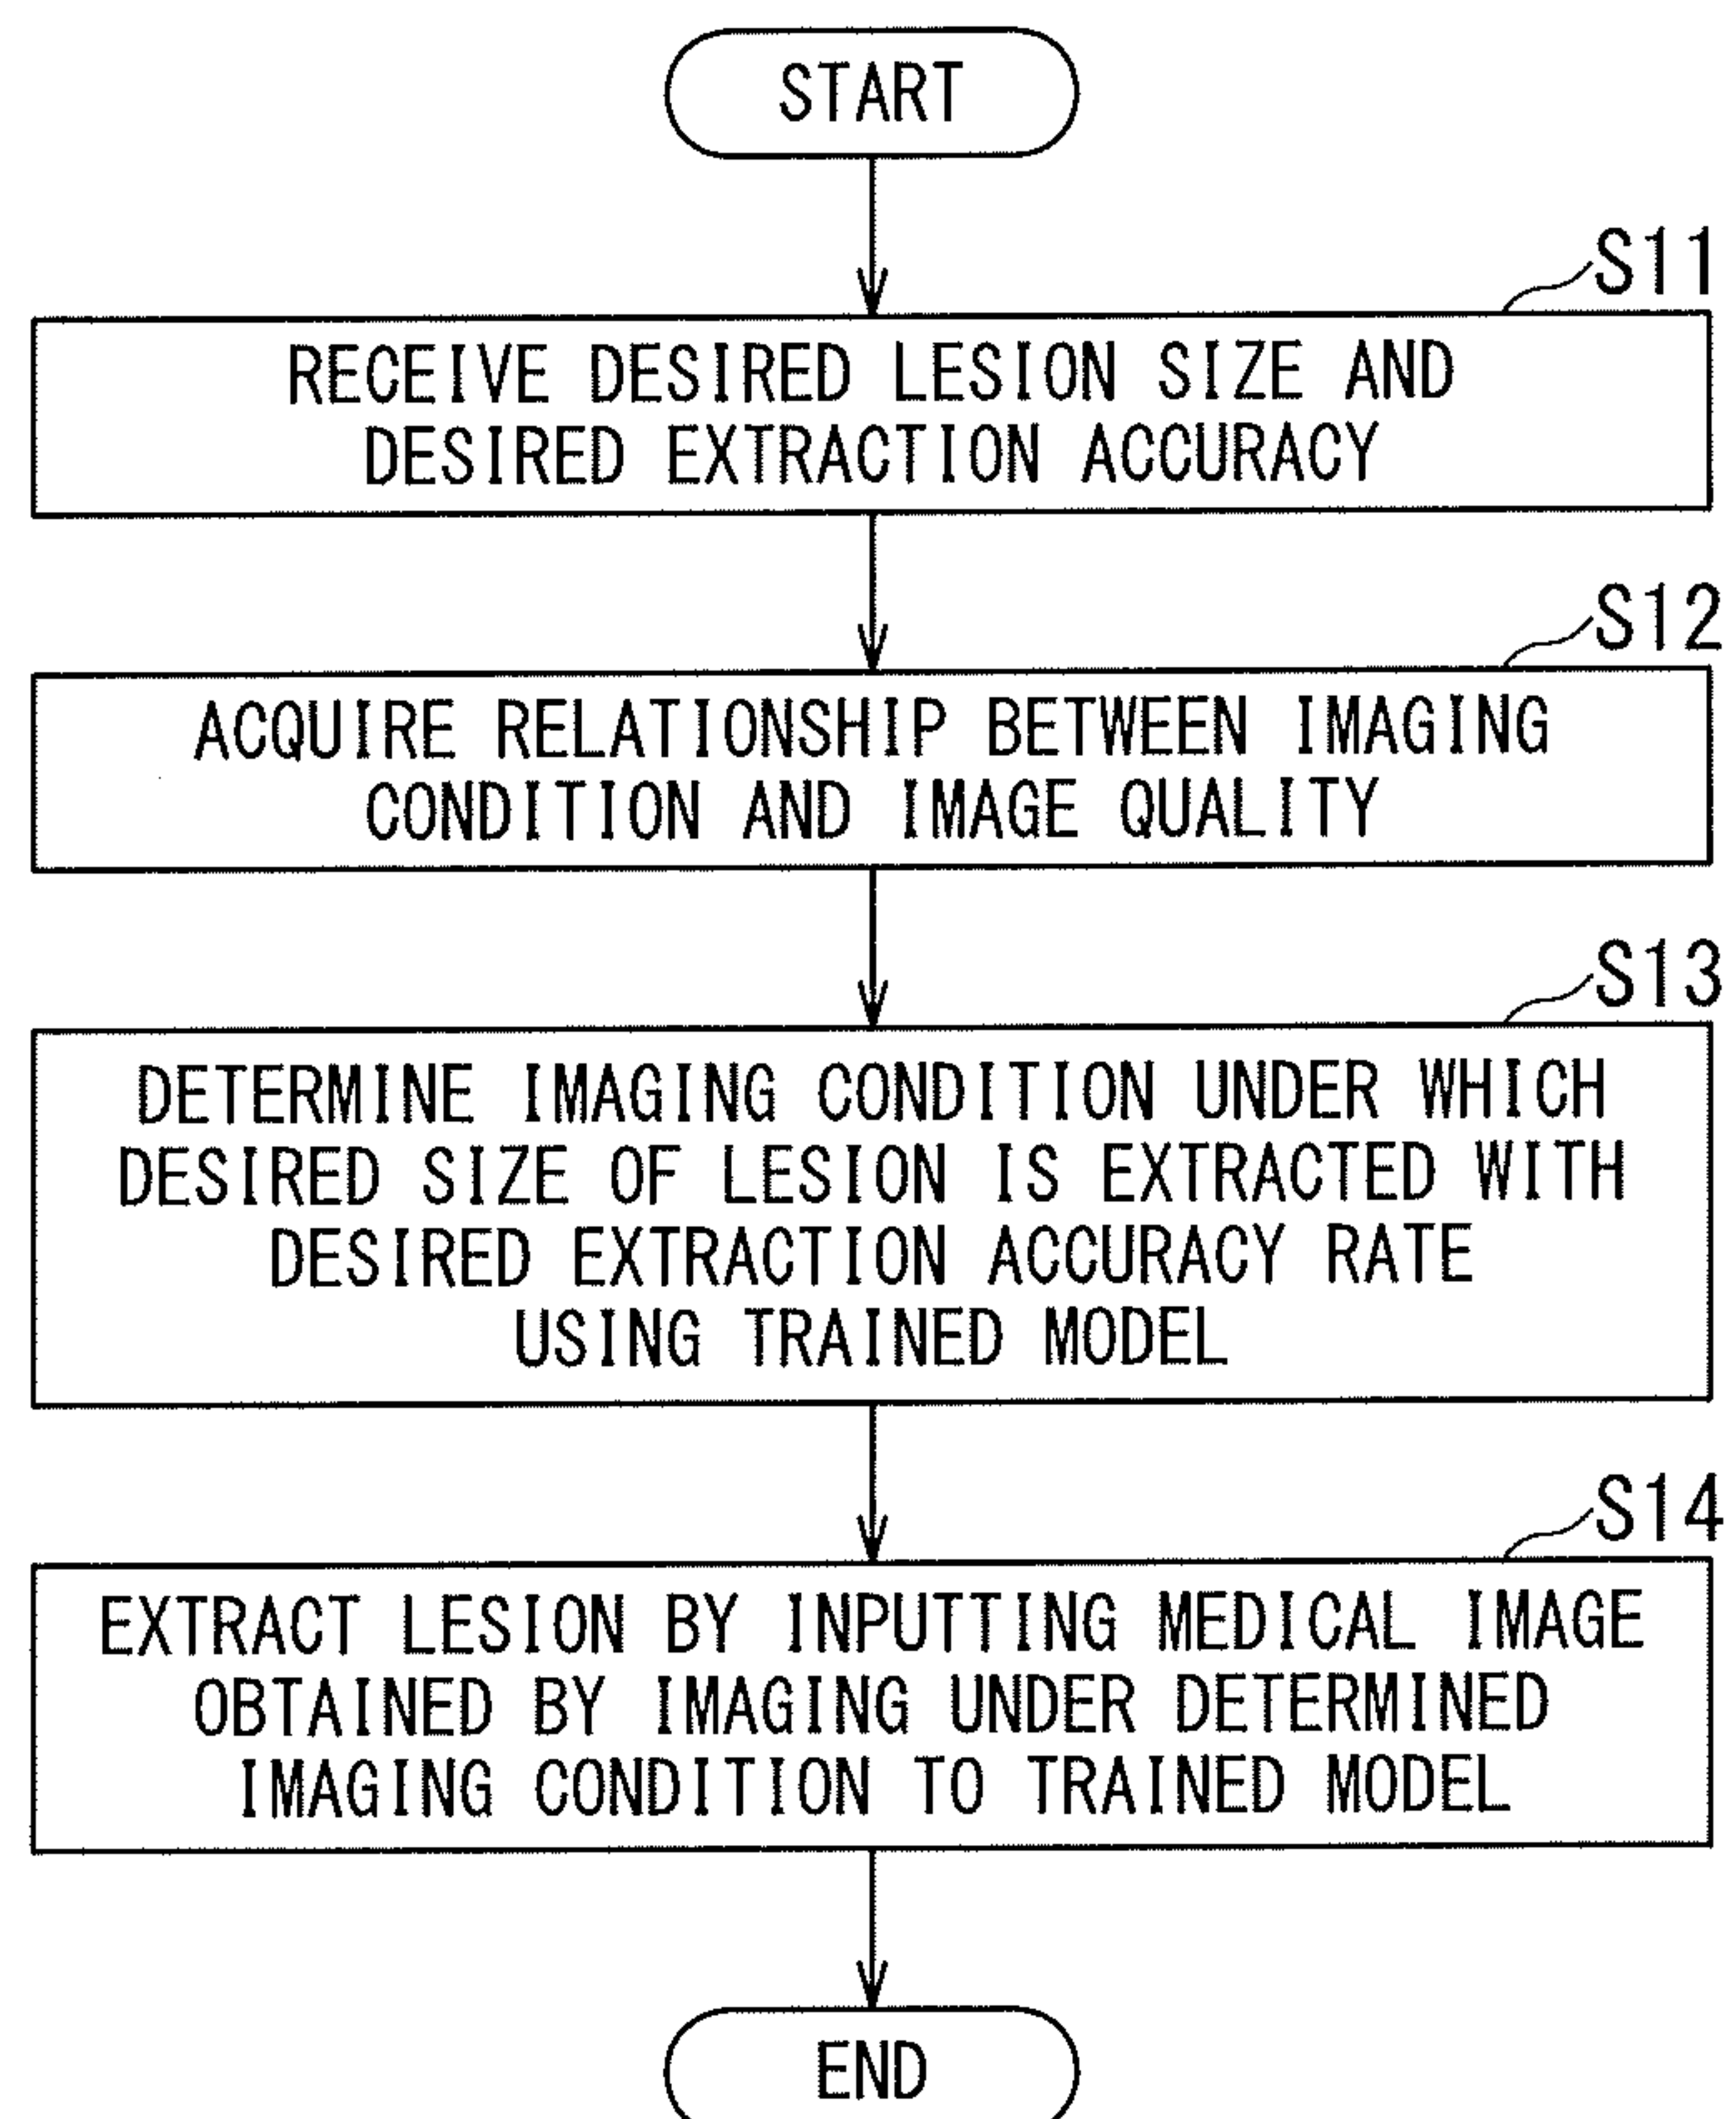 START
S11
RECEIVE DESIRED LESION SIZE AND
DESIRED EXTRACTION ACCURACY
S12
ACQUIRE RELATIONSHIP BETWEEN IMAGING
CONDITION AND IMAGE QUALITY
S13
DETERMINE IMAGING CONDITION UNDER WHICH
DESIRED SIZE OF LESION IS EXTRACTED WITH
DESIRED EXTRACTION ACCURACY RATE
USING TRAINED MODEL
S14
EXTRACT LESION BY INPUTTING MEDICAL IMAGE
OBTAINED BY IMAGING UNDER DETERMINED
IMAGING CONDITION TO TRAINED MODEL
END